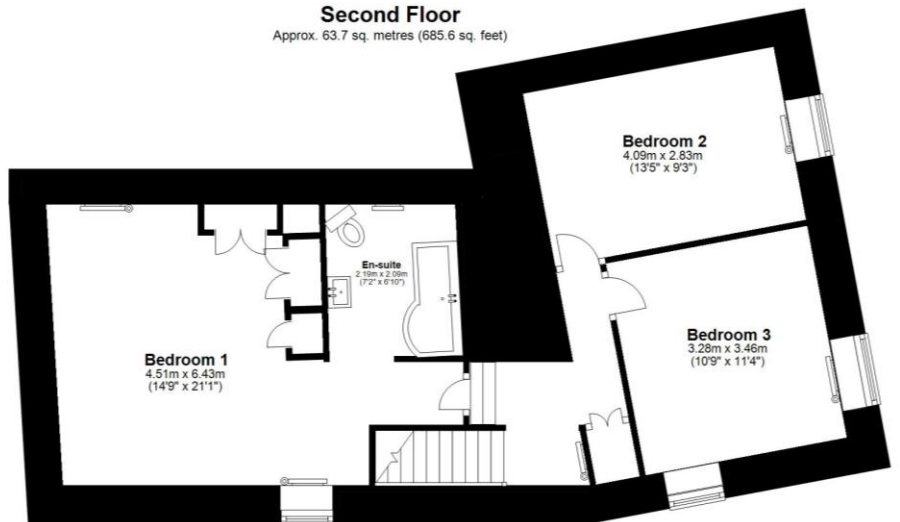 Second Floor
Approx. 63.7 sq. metres (685.6 sq. feet)
Bedroom 2
4.09m x 2.83m
(13'5" x 9'3")
En-suite
2.19m x 2.09m
(7'2" x 6'10")
Bedroom 1
4.51m x 6.43m
(14'9" x 21'1")
Bedroom 3
3.28m x 3.46m
(10'9" x 11'4")